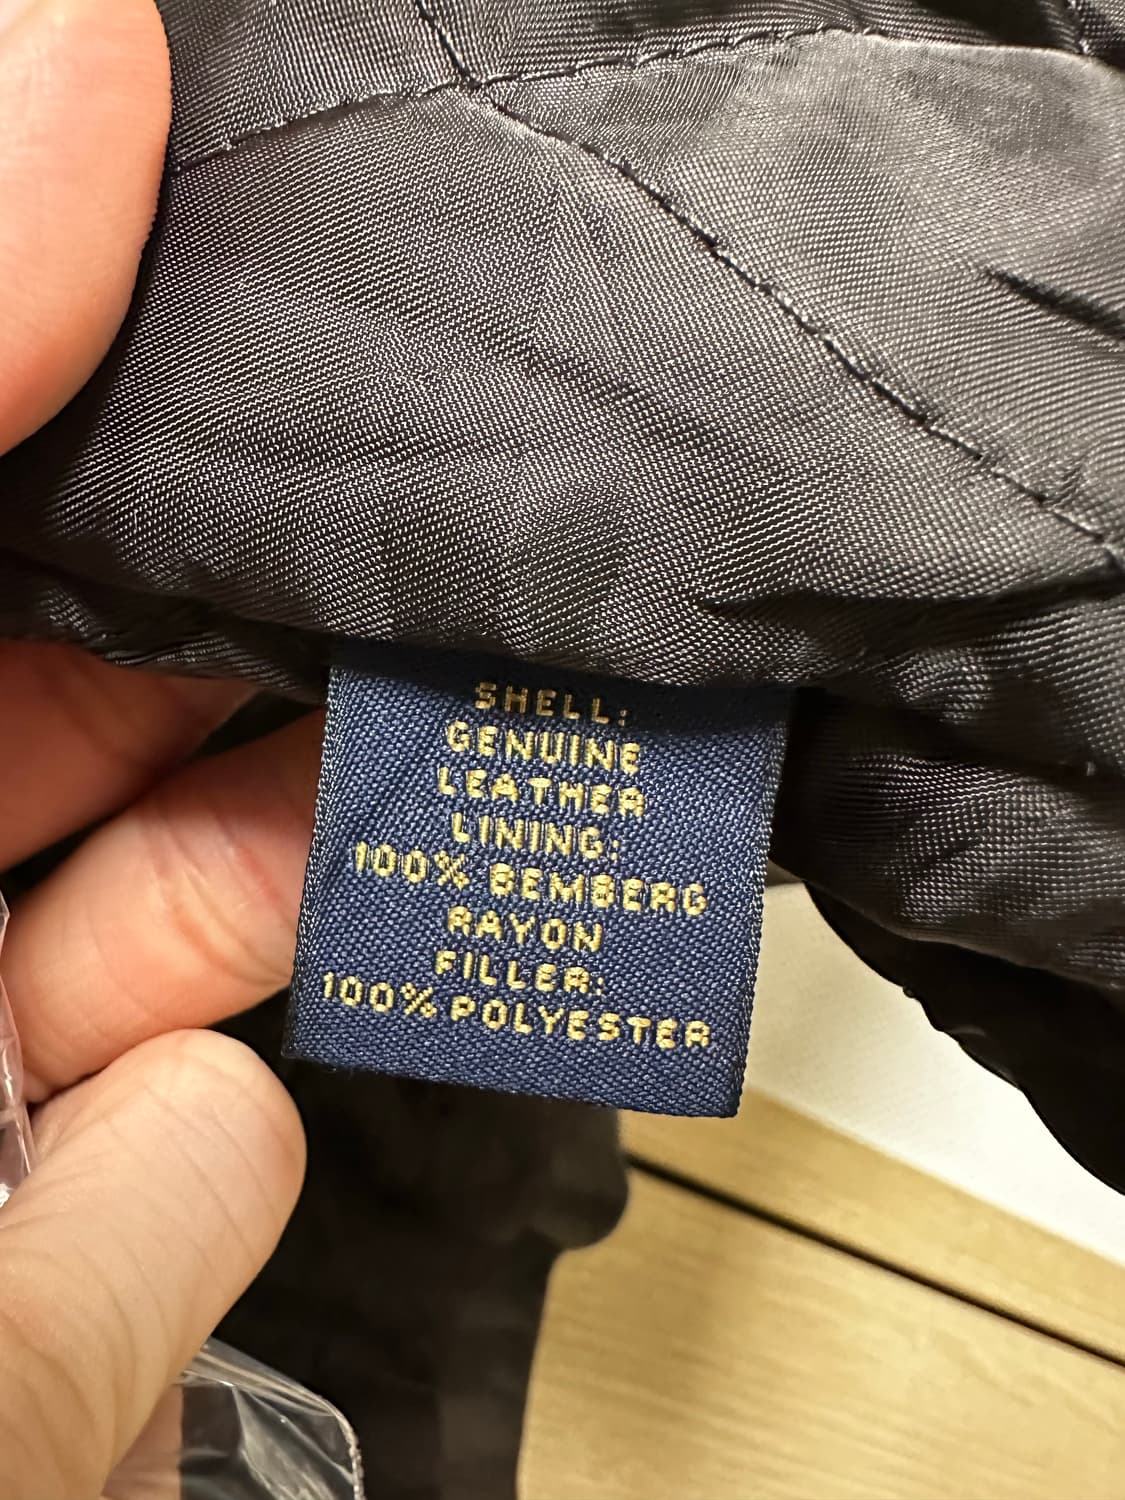 SHELL:
GENUINE
LEATHER
LINING:
100% BEMBERG
RAYON
FILLER:
100% POLYESTER